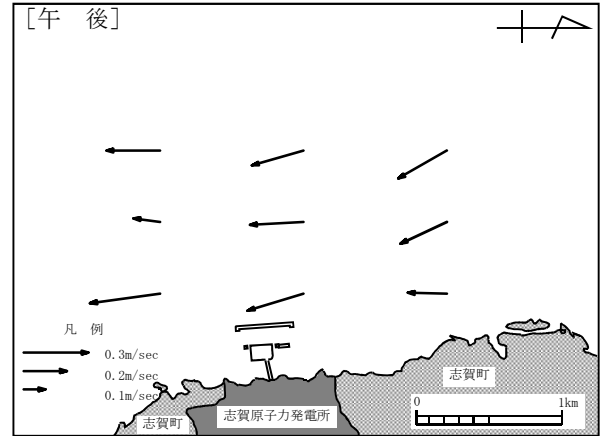 [午　後]
凡　例
0.3m/sec
0.2m/sec
0.1m/sec
志賀町
志賀原子力発電所
志賀町
0
1km